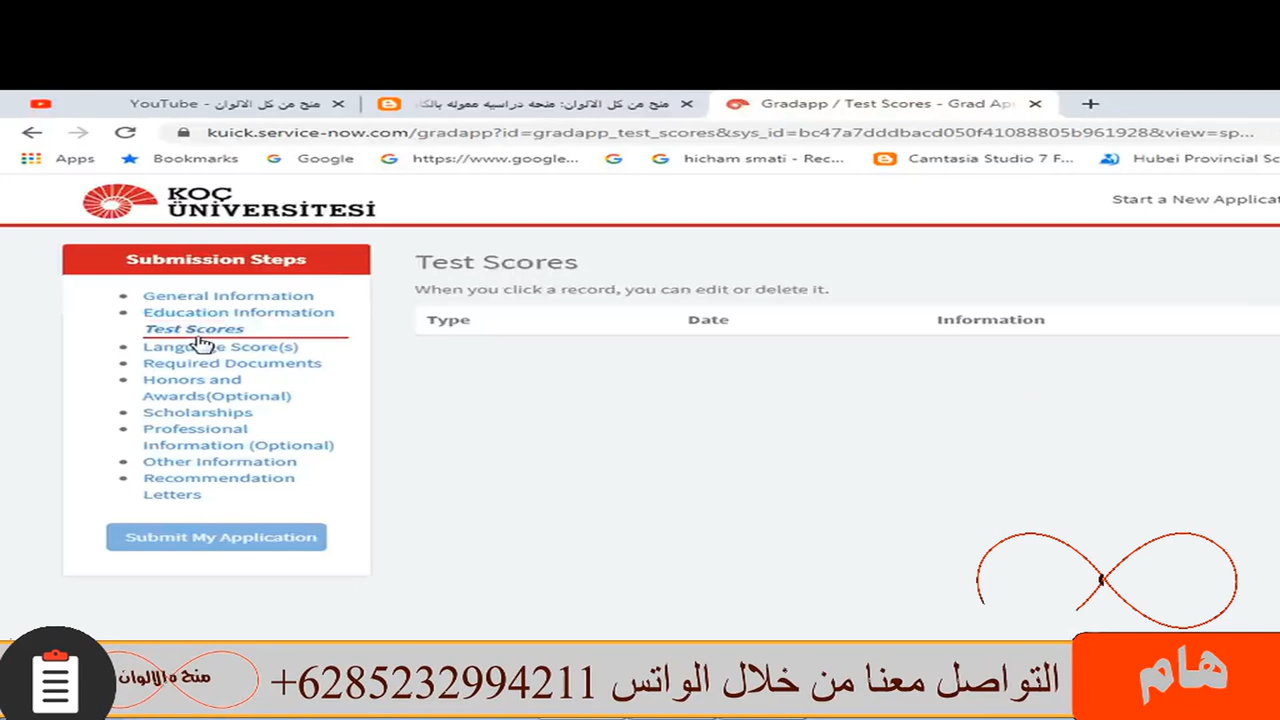 YouTube - منح من كل الالوان
منح من كل الالوان: منحه دراسيه مموله بالكا
Gradapp / Test Scores - Grad Ap
kuick.service-now.com/gradapp?id=gradapp_test_scores&sys_id=bc47a7dddbacd050f41088805b961928&view=sp...
Apps Bookmarks Google https://www.google... hicham smati - Rec... Camtasia Studio 7 F... Hubei Provincial Sc
KOÇ
ÜNİVERSİTESİ
Start a New Applicat
Submission Steps
General Information
Education Information
Test Scores
Language Score(s)
Required Documents
Honors and
Awards(Optional)
Scholarships
Professional
Information (Optional)
Other Information
Recommendation
Letters
Submit My Application
Test Scores
When you click a record, you can edit or delete it.
Type Date Information
التواصل معنا من خلال الواتس 6285232994211+
هام